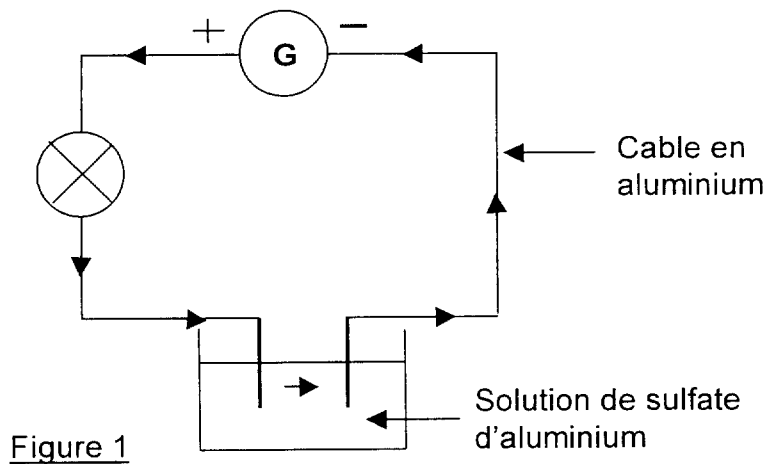 + G −
Cable en
aluminium
Solution de sulfate
d'aluminium
Figure 1